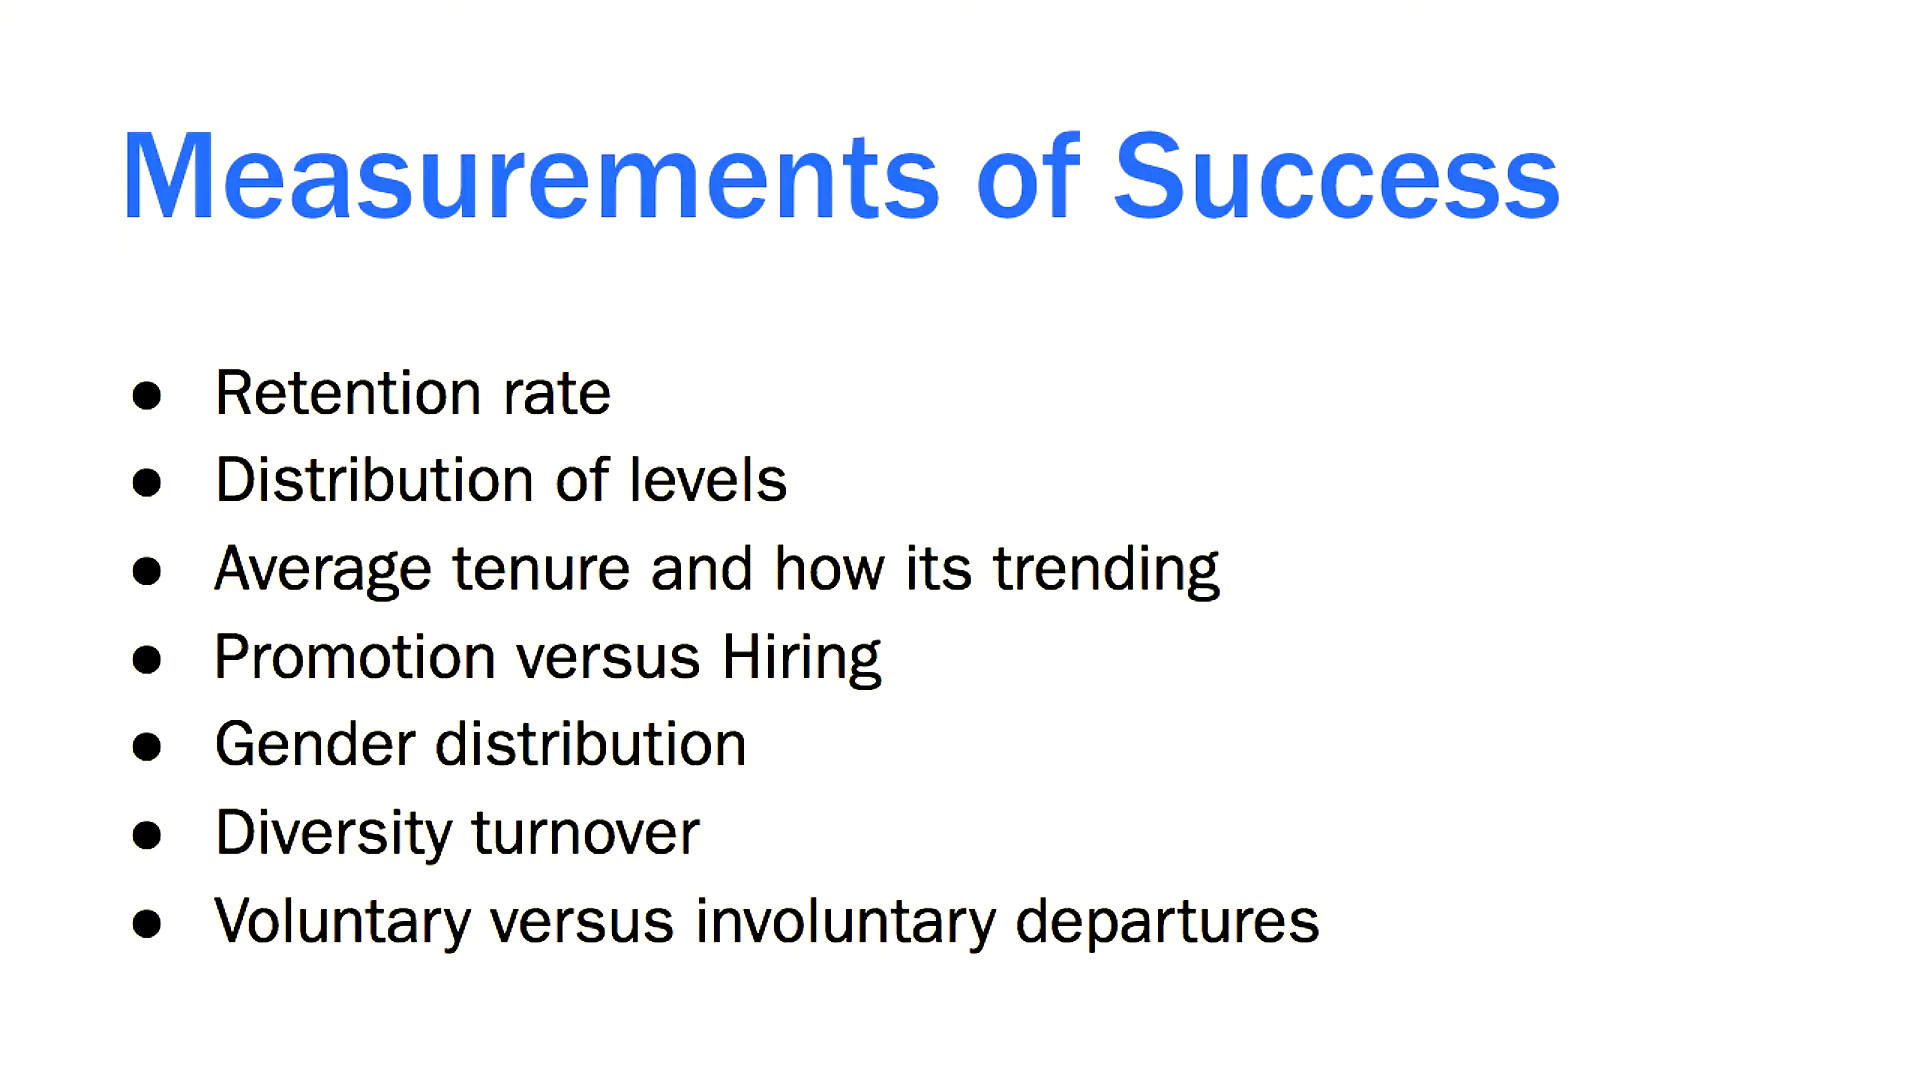 Measurements of Success
● Retention rate
● Distribution of levels
● Average tenure and how its trending
● Promotion versus Hiring
● Gender distribution
● Diversity turnover
● Voluntary versus involuntary departures